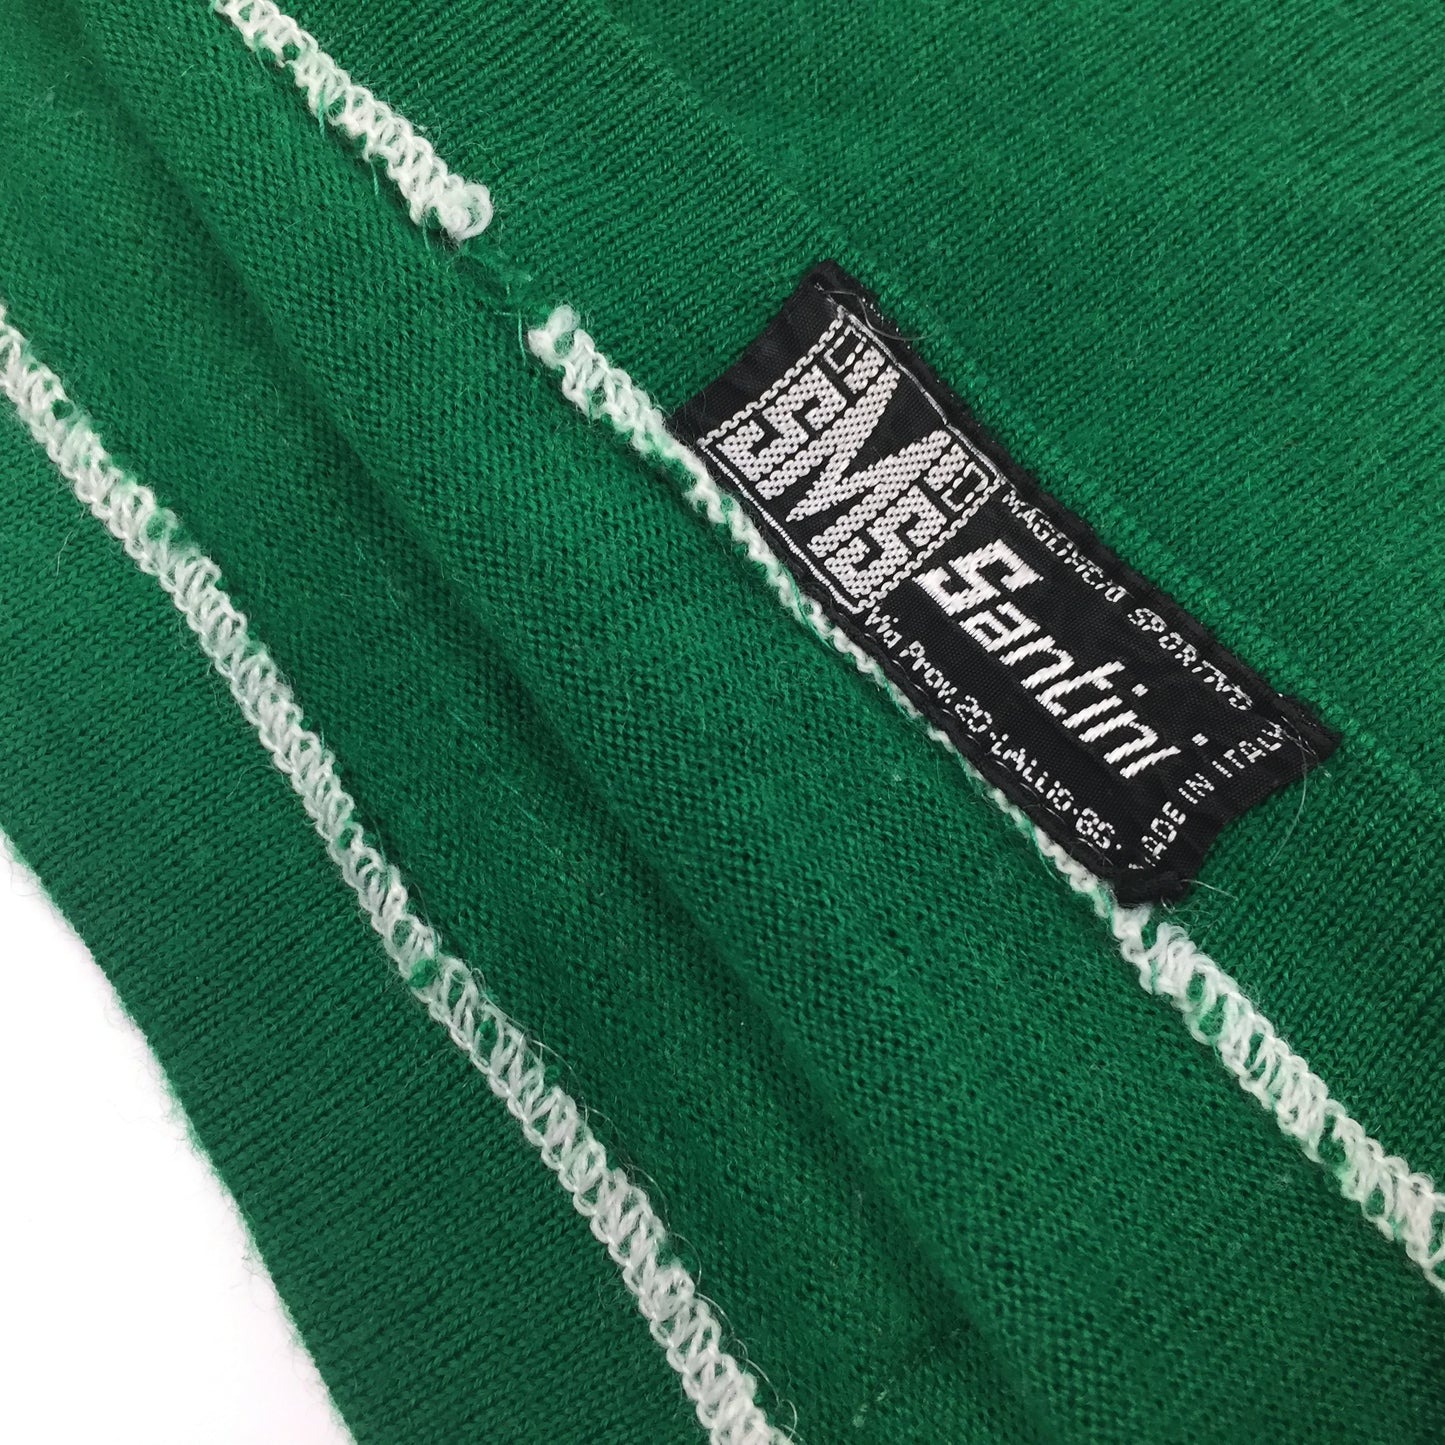 SMS
Santini
MAGLIFICIO SPORTIVO
Via Prov. 20-LALLIO-BG.
MADE IN ITALY